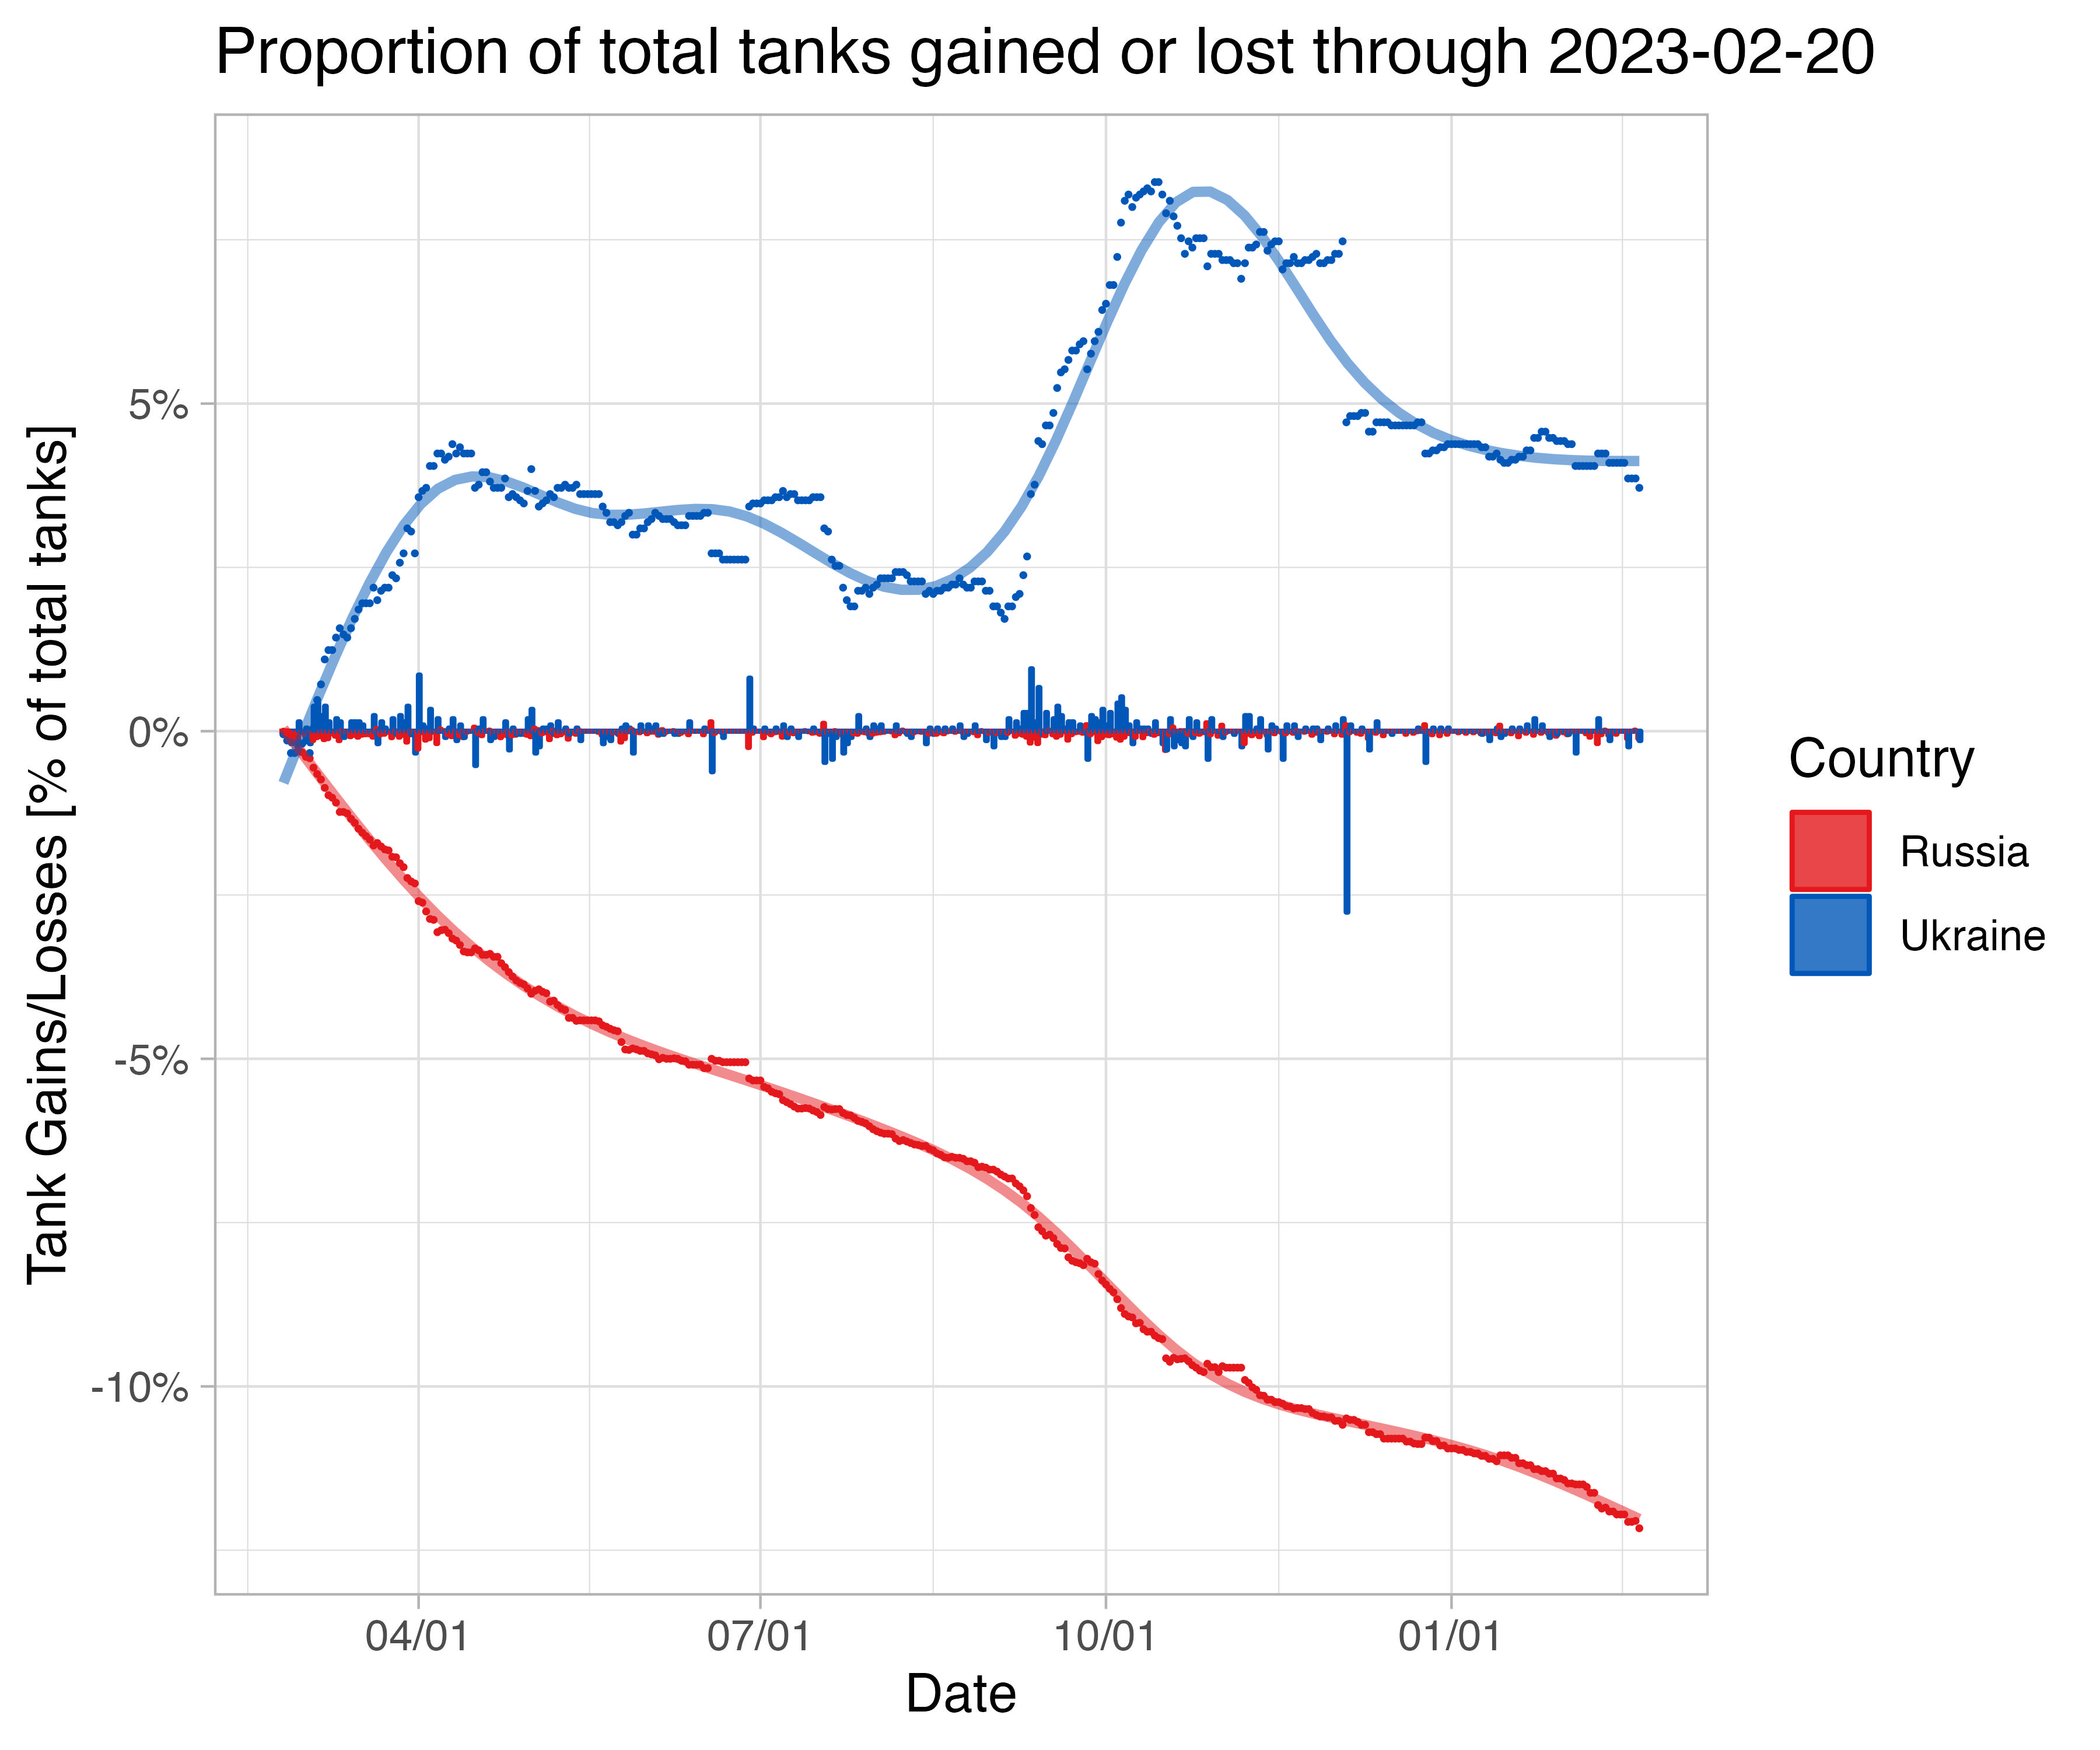 Proportion of total tanks gained or lost through 2023-02-20
Tank Gains/Losses [% of total tanks]
5%
0%
-5%
-10%
04/01
07/01
10/01
01/01
Date
Country
Russia
Ukraine